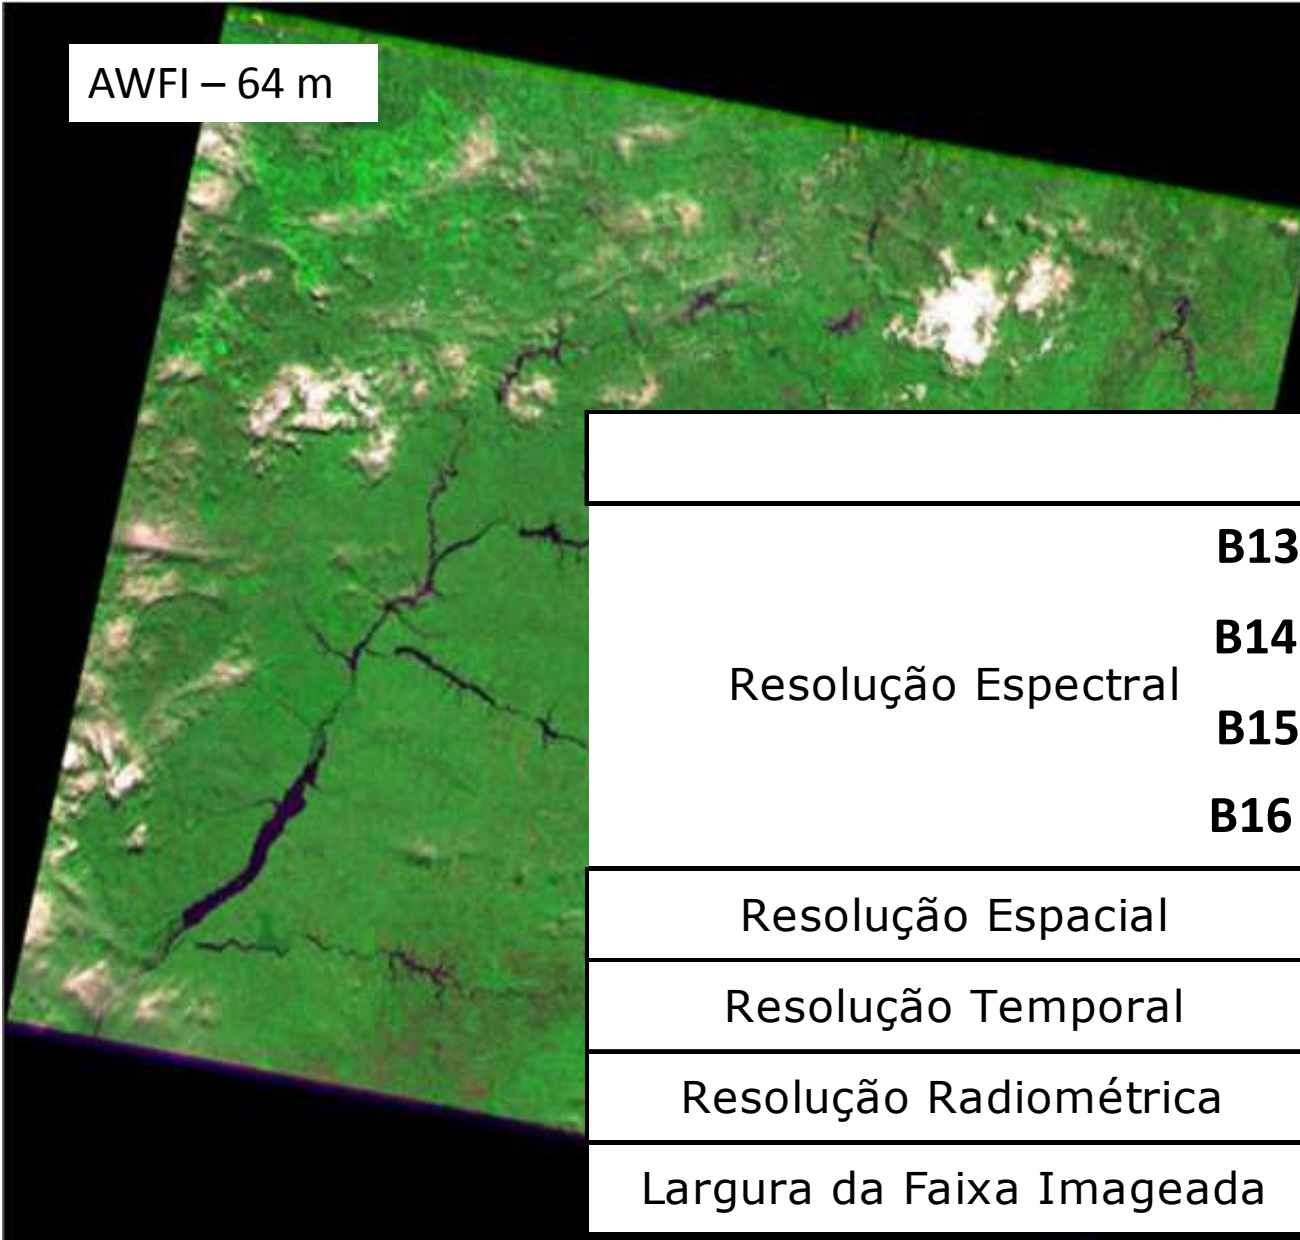 AWFI – 64 m
B13
B14
Resolução Espectral
B15
B16
Resolução Espacial
Resolução Temporal
Resolução Radiométrica
Largura da Faixa Imageada